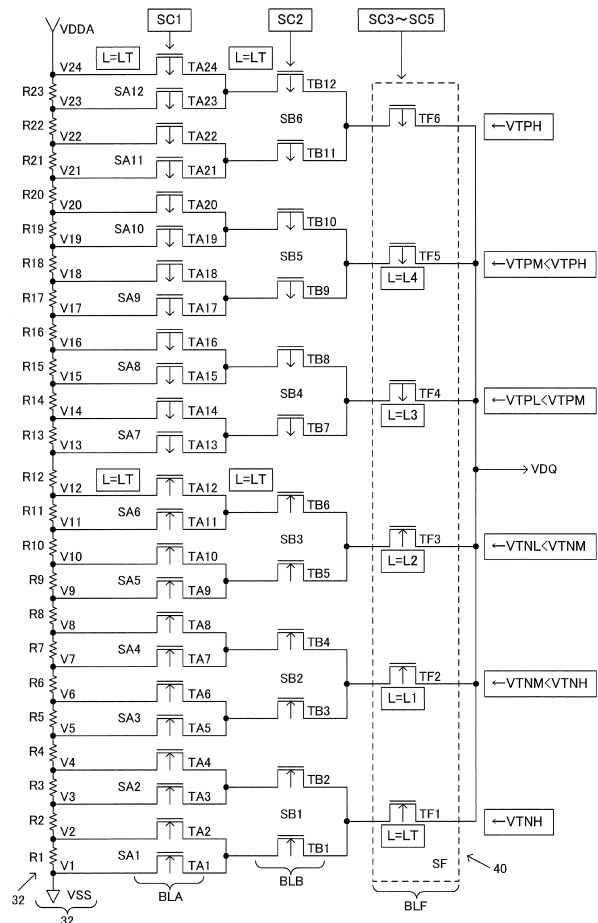 SC1 SC2 SC3~SC5
VDDA
L=LT L=LT
V24 TA24
R23 SA12 TB12
V23 TA23
R22 SB6 TF6 ←VTPH
V22 TA22
R21 SA11 TB11
V21 TA21
R20
V20 TA20
R19 SA10 TB10
V19 TA19
R18 SB5 TF5 ←VTPM<VTPH
V18 TA18 L=L4
R17 SA9 TB9
V17 TA17
R16
V16 TA16
R15 SA8 TB8
V15 TA15
R14 SB4 TF4 ←VTPL<VTPM
V14 TA14 L=L3
R13 SA7 TB7
V13 TA13
VDQ
R12 L=LT L=LT
V12 TA12
R11 SA6 TB6
V11 TA11
R10 SB3 TF3 ←VTNL<VTNM
V10 TA10 L=L2
R9 SA5 TB5
V9 TA9
R8
V8 TA8
R7 SA4 TB4
V7 TA7
R6 SB2 TF2 ←VTNM<VTNH
V6 TA6 L=L1
R5 SA3 TB3
V5 TA5
R4
V4 TA4
R3 SA2 TB2
V3 TA3
R2 SB1 TF1 ←VTNH
V2 TA2 L=LT
R1 SA1 TB1
V1 TA1 SF 40
32 VSS BLA BLB BLF
32